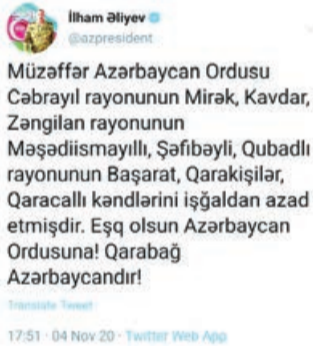 İlham Əliyev
@azpresident
Müzəffər Azərbaycan Ordusu
Cəbrayıl rayonunun Mirək, Kavdar,
Zəngilan rayonunun
Məşədiismayıllı, Şəfibəyli, Qubadlı
rayonunun Başarat, Qarakişilər,
Qaracallı kəndlərini işğaldan azad
etmişdir. Eşq olsun Azərbaycan
Ordusuna! Qarabağ
Azərbaycandır!
Translate Tweet
17:51 · 04 Nov 20 · Twitter Web App